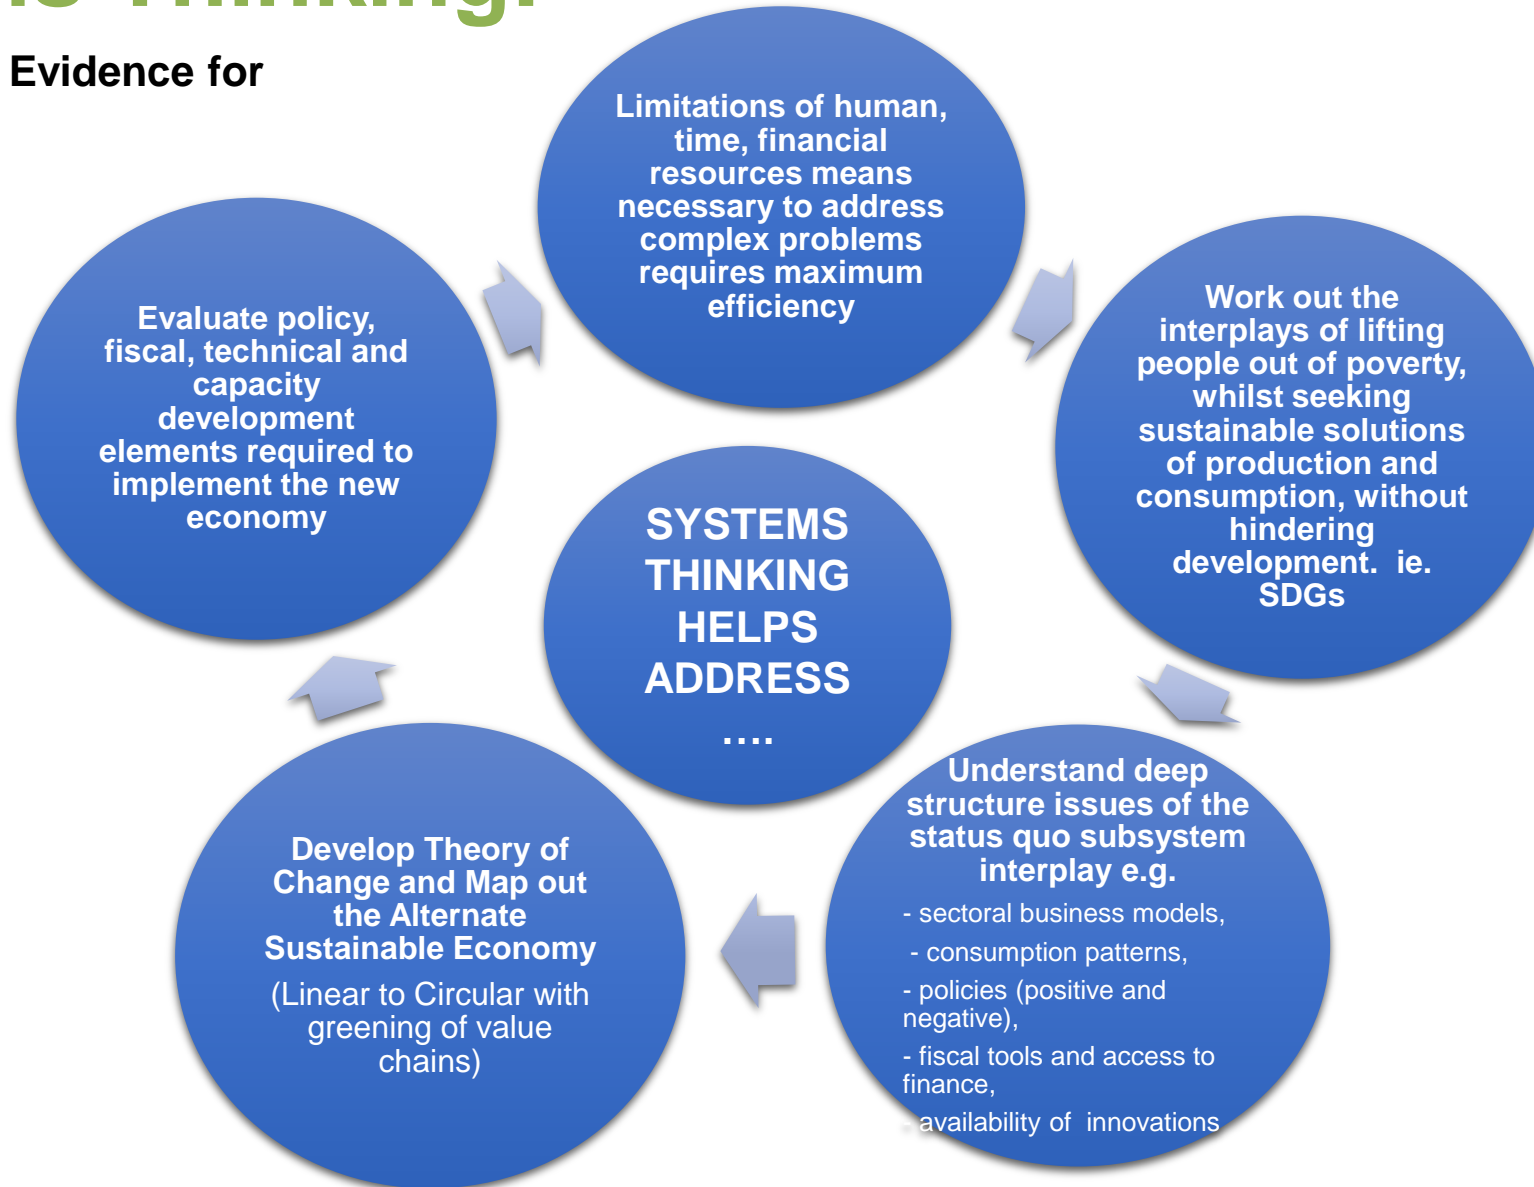 Thinking:
Evidence for
Limitations of human,
time, financial
resources means
necessary to address
complex problems
requires maximum
efficiency
Work out the
interplays of lifting
people out of poverty,
whilst seeking
sustainable solutions
of production and
consumption, without
hindering
development. ie.
SDGs
Understand deep
structure issues of the
status quo subsystem
interplay e.g.
- sectoral business models,
- consumption patterns,
- policies (positive and
negative),
- fiscal tools and access to
finance,
- availability of innovations
Develop Theory of
Change and Map out
the Alternate
Sustainable Economy
(Linear to Circular with
greening of value
chains)
Evaluate policy,
fiscal, technical and
capacity
development
elements required to
implement the new
economy
SYSTEMS
THINKING
HELPS
ADDRESS
….